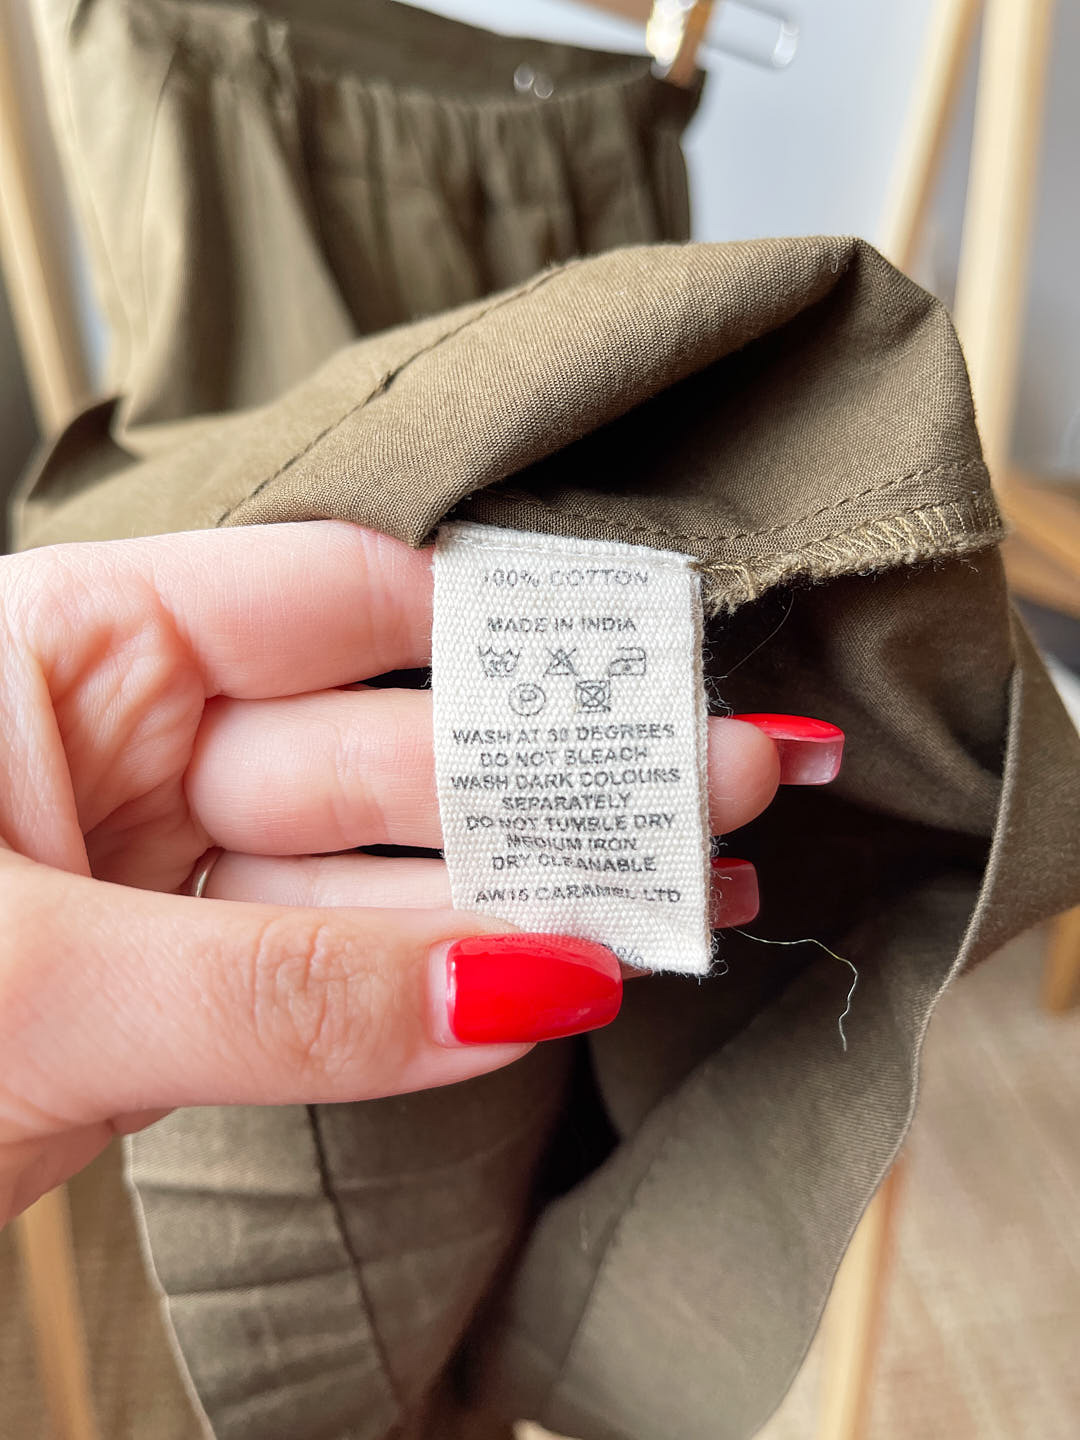 100% COTTON
MADE IN INDIA
30
P
WASH AT 30 DEGREES
DO NOT BLEACH
WASH DARK COLOURS
SEPARATELY
DO NOT TUMBLE DRY
MEDIUM IRON
DRY CLEANABLE
AW15 CARAMEL LTD